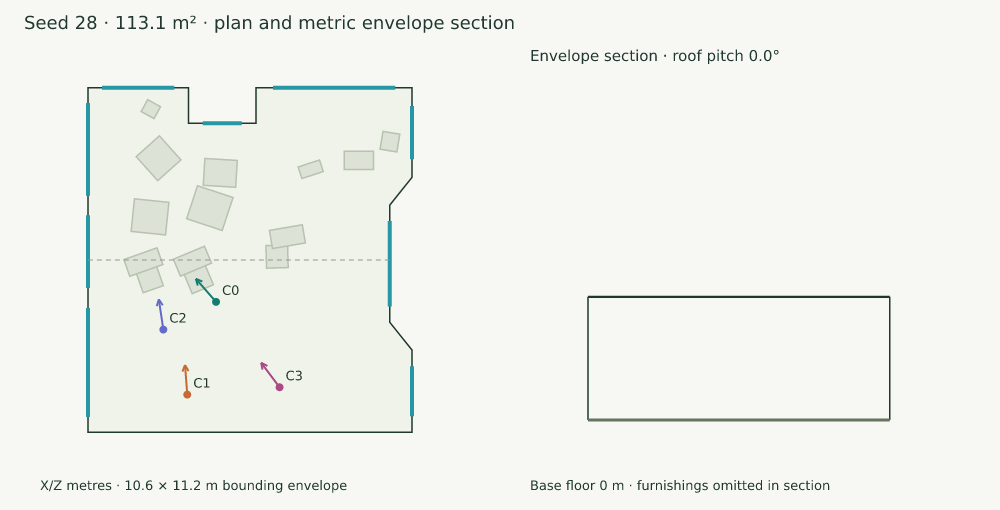 Seed 28 · 113.1 m² · plan and metric envelope section
Envelope section · roof pitch 0.0°
C0
C2
C1
C3
X/Z metres · 10.6 × 11.2 m bounding envelope
Base floor 0 m · furnishings omitted in section